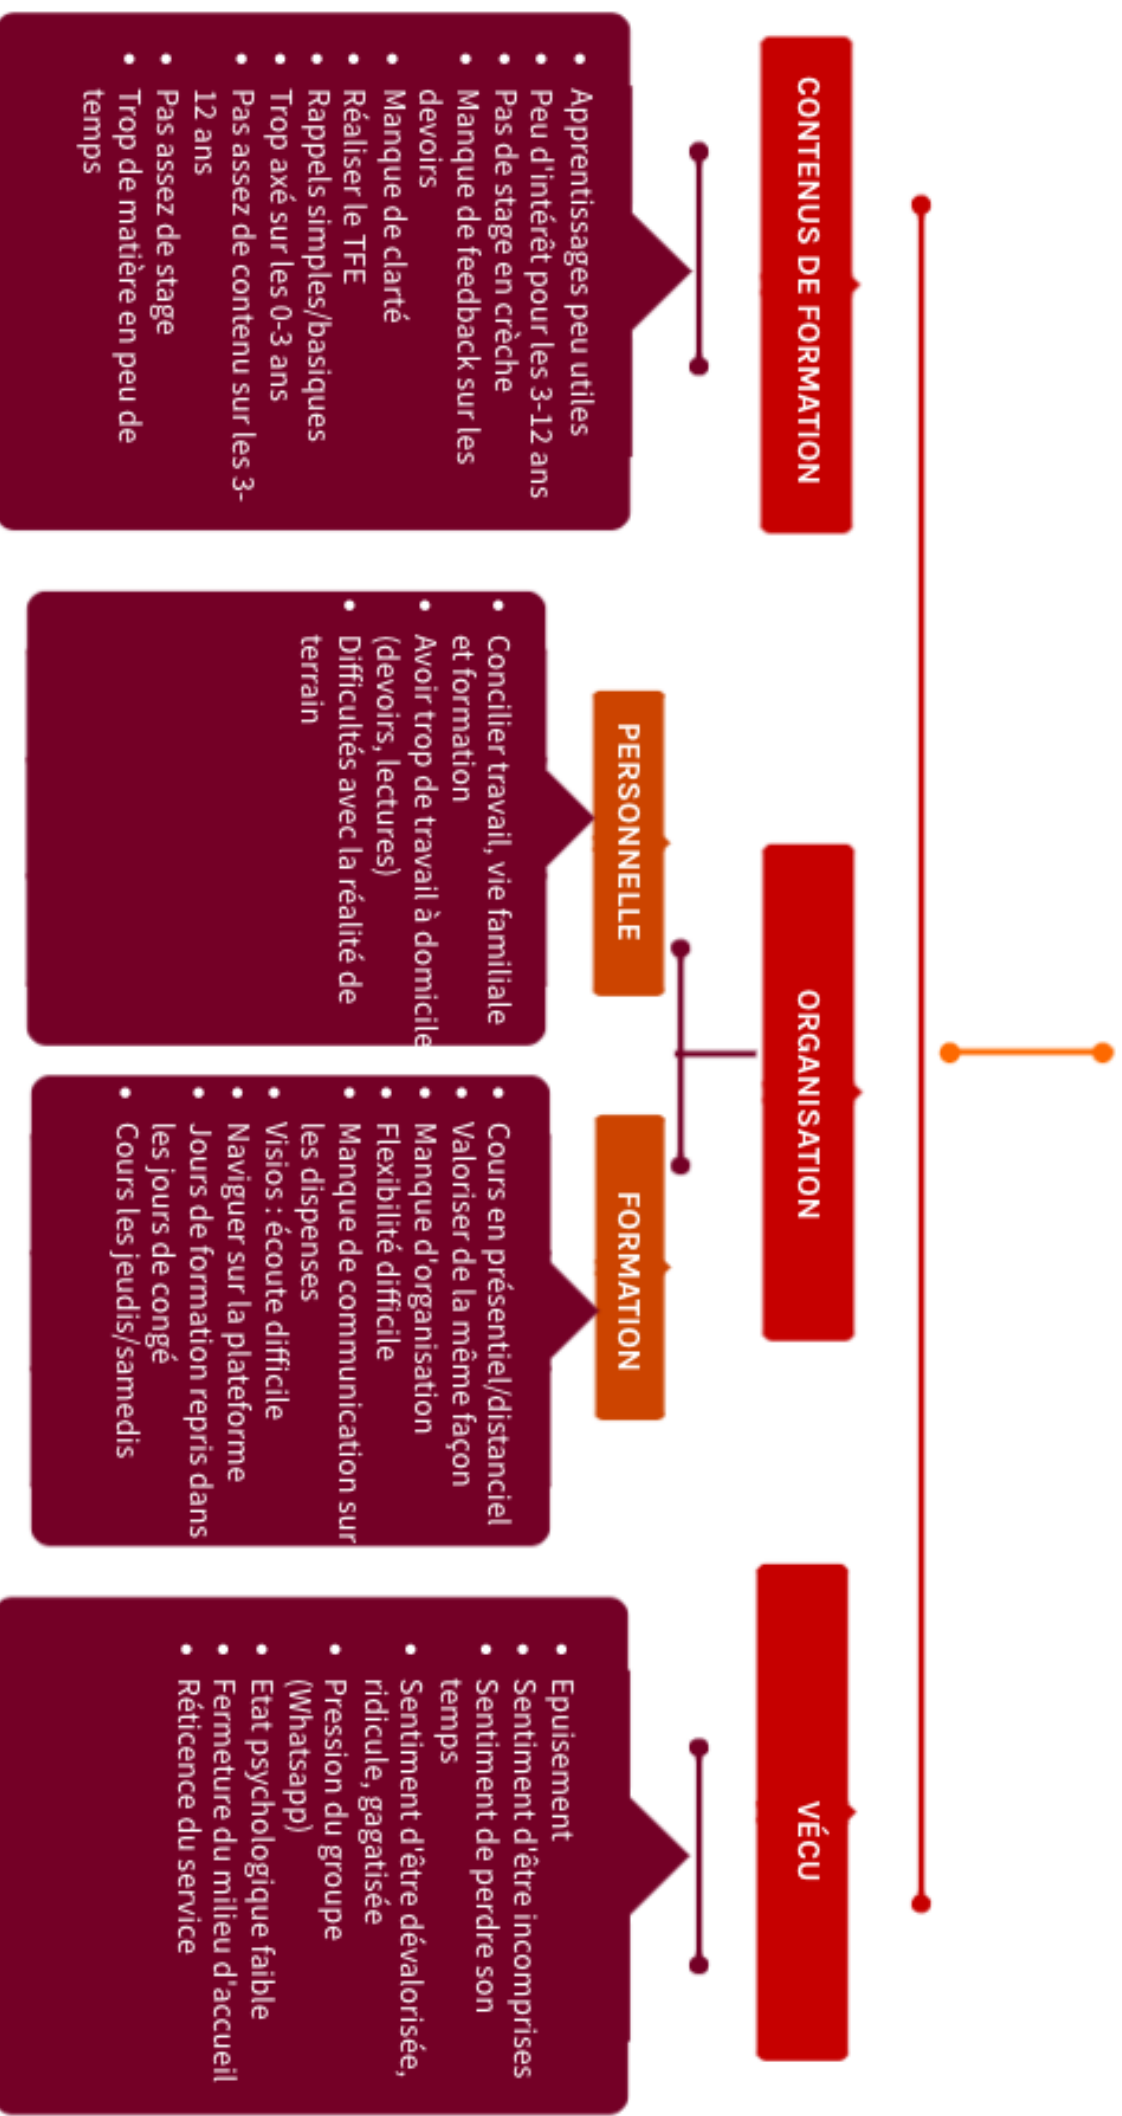 CONTENUS DE FORMATION
Apprentissages peu utiles
Peu d'intérêt pour les 3-12 ans
Pas de stage en crèche
Manque de feedback sur les
devoirs
Manque de clarté
Réaliser le TFE
Rappels simples/basiques
Trop axé sur les 0-3 ans
Pas assez de contenu sur les 3-
12 ans
Pas assez de stage
Trop de matière en peu de
temps
ORGANISATION
PERSONNELLE
Concilier travail, vie familiale
et formation
Avoir trop de travail à domicile
(devoirs, lectures)
Difficultés avec la réalité de
terrain
FORMATION
Cours en présentiel/distanciel
Valoriser de la même façon
Manque d'organisation
Flexibilité difficile
Manque de communication sur
les dispenses
Visios : écoute difficile
Naviguer sur la plateforme
Jours de formation repris dans
les jours de congé
Cours les jeudis/samedis
VÉCU
Epuisement
Sentiment d'être incomprises
Sentiment de perdre son
temps
Sentiment d'être dévalorisée,
ridicule, gagatisée
Pression du groupe
(Whatsapp)
Etat psychologique faible
Fermeture du milieu d'accueil
Réticence du service